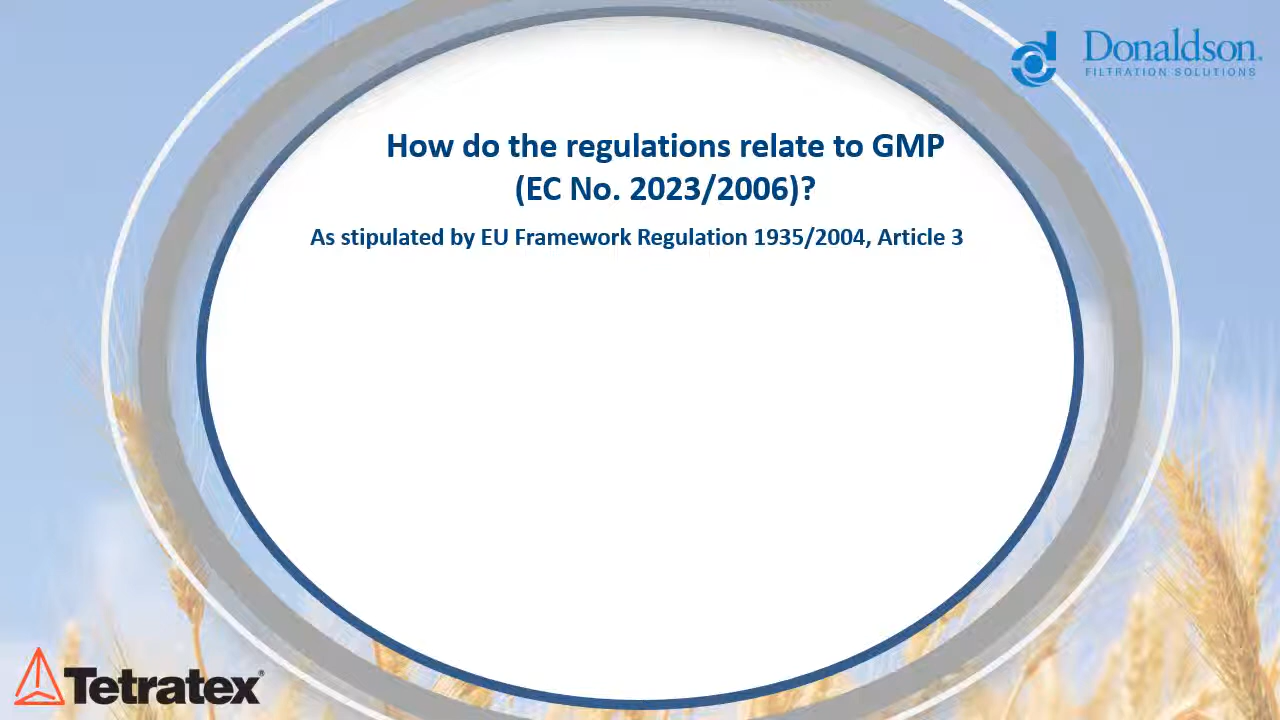 Donaldson.
FILTRATION SOLUTIONS
How do the regulations relate to GMP
(EC No. 2023/2006)?
As stipulated by EU Framework Regulation 1935/2004, Article 3
Tetratex®